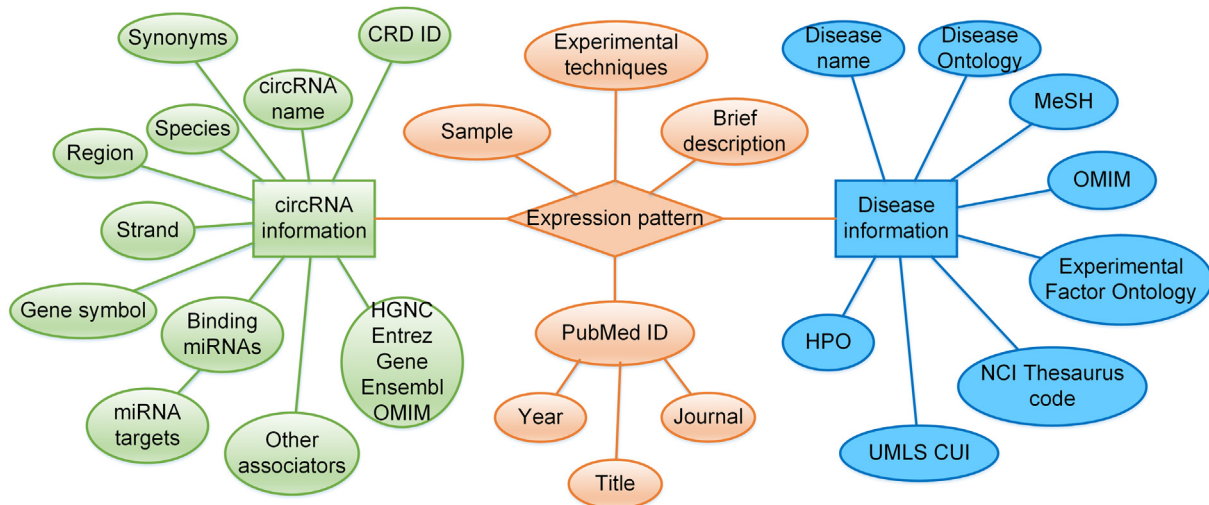 Synonyms
CRD ID
circRNA
name
Species
Region
Strand
Gene symbol
circRNA
information
Binding
miRNAs
miRNA
targets
Other
associators
HGNC
Entrez
Gene
Ensembl
OMIM
Experimental
techniques
Sample
Brief
description
Expression pattern
PubMed ID
Year
Journal
Title
Disease
name
Disease
Ontology
MeSH
OMIM
Disease
information
Experimental
Factor Ontology
HPO
NCI Thesaurus
code
UMLS CUI